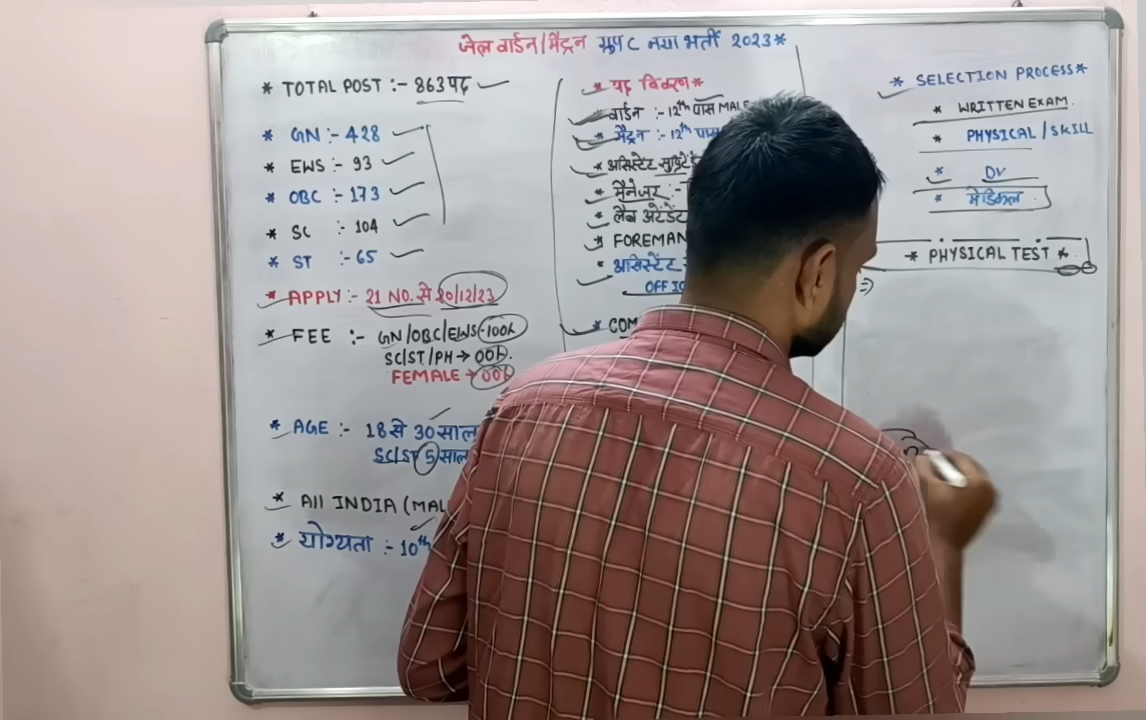 जेल वार्डन/मैट्रन ग्रुप C नया भर्ती 2023*
* TOTAL POST :- 863 पद
* GN :- 428
* EWS :- 93
* OBC :- 173
* SC :- 104
* ST :- 65
* APPLY :- 21 NO. से 20/12/23
* FEE :- GN/OBC/EWS-100/-
SC/ST/PH → 00/-
FEMALE → 00/-
* AGE :- 18 से 30 साल
SC/ST 5 साल
* All INDIA (MAL
* योग्यता :- 10th
* पद विवरण *
वार्डन :- 12th पास MALE
* मैट्रन :- 12th पास
* असिस्टेंट
* मैनेजर :-
* लैब अटेंडेंट
* FOREMAN
* असिस्टेंट
OFFIC
* COM
* SELECTION PROCESS *
* WRITTEN EXAM.
* PHYSICAL / SKILL
* DV
* मेडिकल
* PHYSICAL TEST *